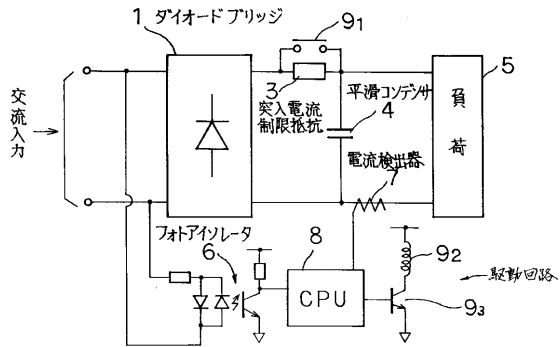 1 ダイオードブリッジ
9₁
3
突入電流
制限抵抗
平滑コンデンサ
4
5
負荷
交流入力
電流検出器
7
フォトアイソレータ
6
8
CPU
9₂
9₃
駆動回路